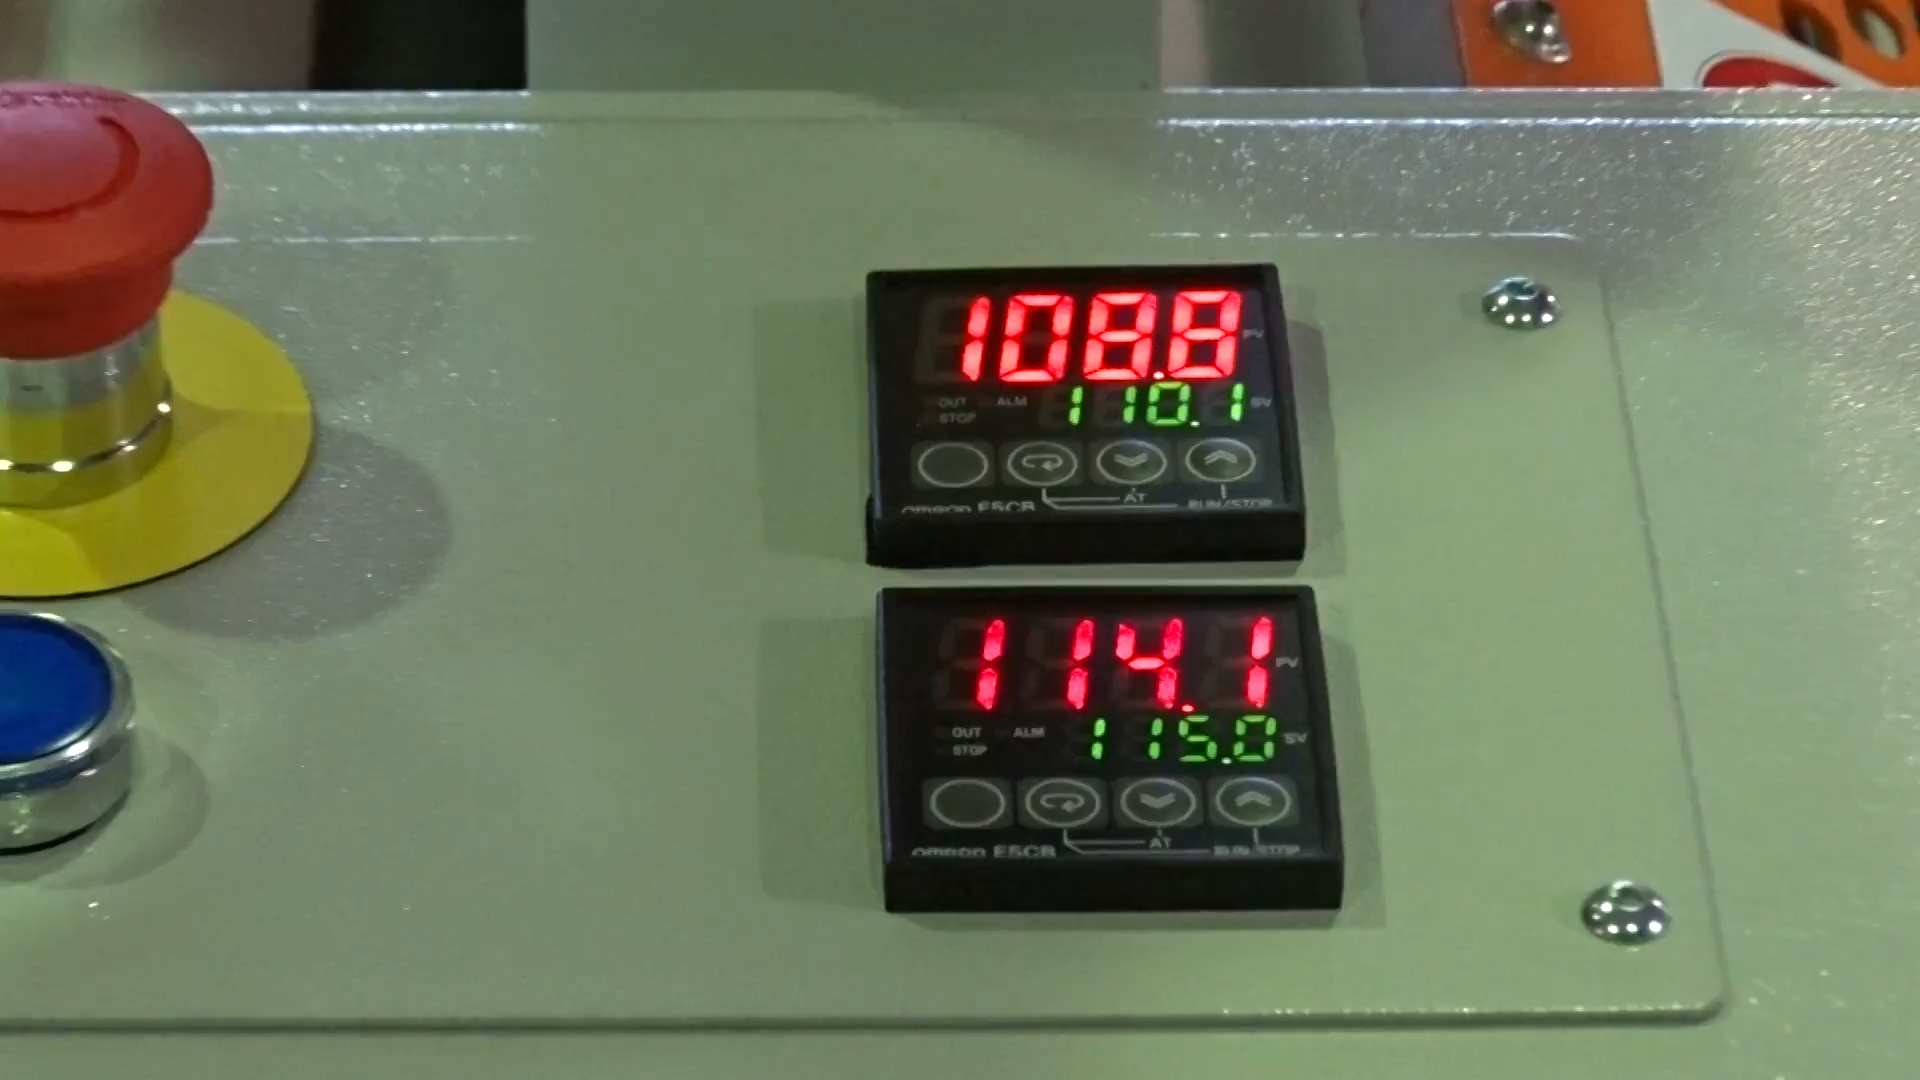 108.8 PV
OUT ALM 110.1 SV
STOP
AT RUN/STOP
OMRON E5CB
114.1 PV
OUT ALM 115.0 SV
STOP
AT RUN/STOP
OMRON E5CB